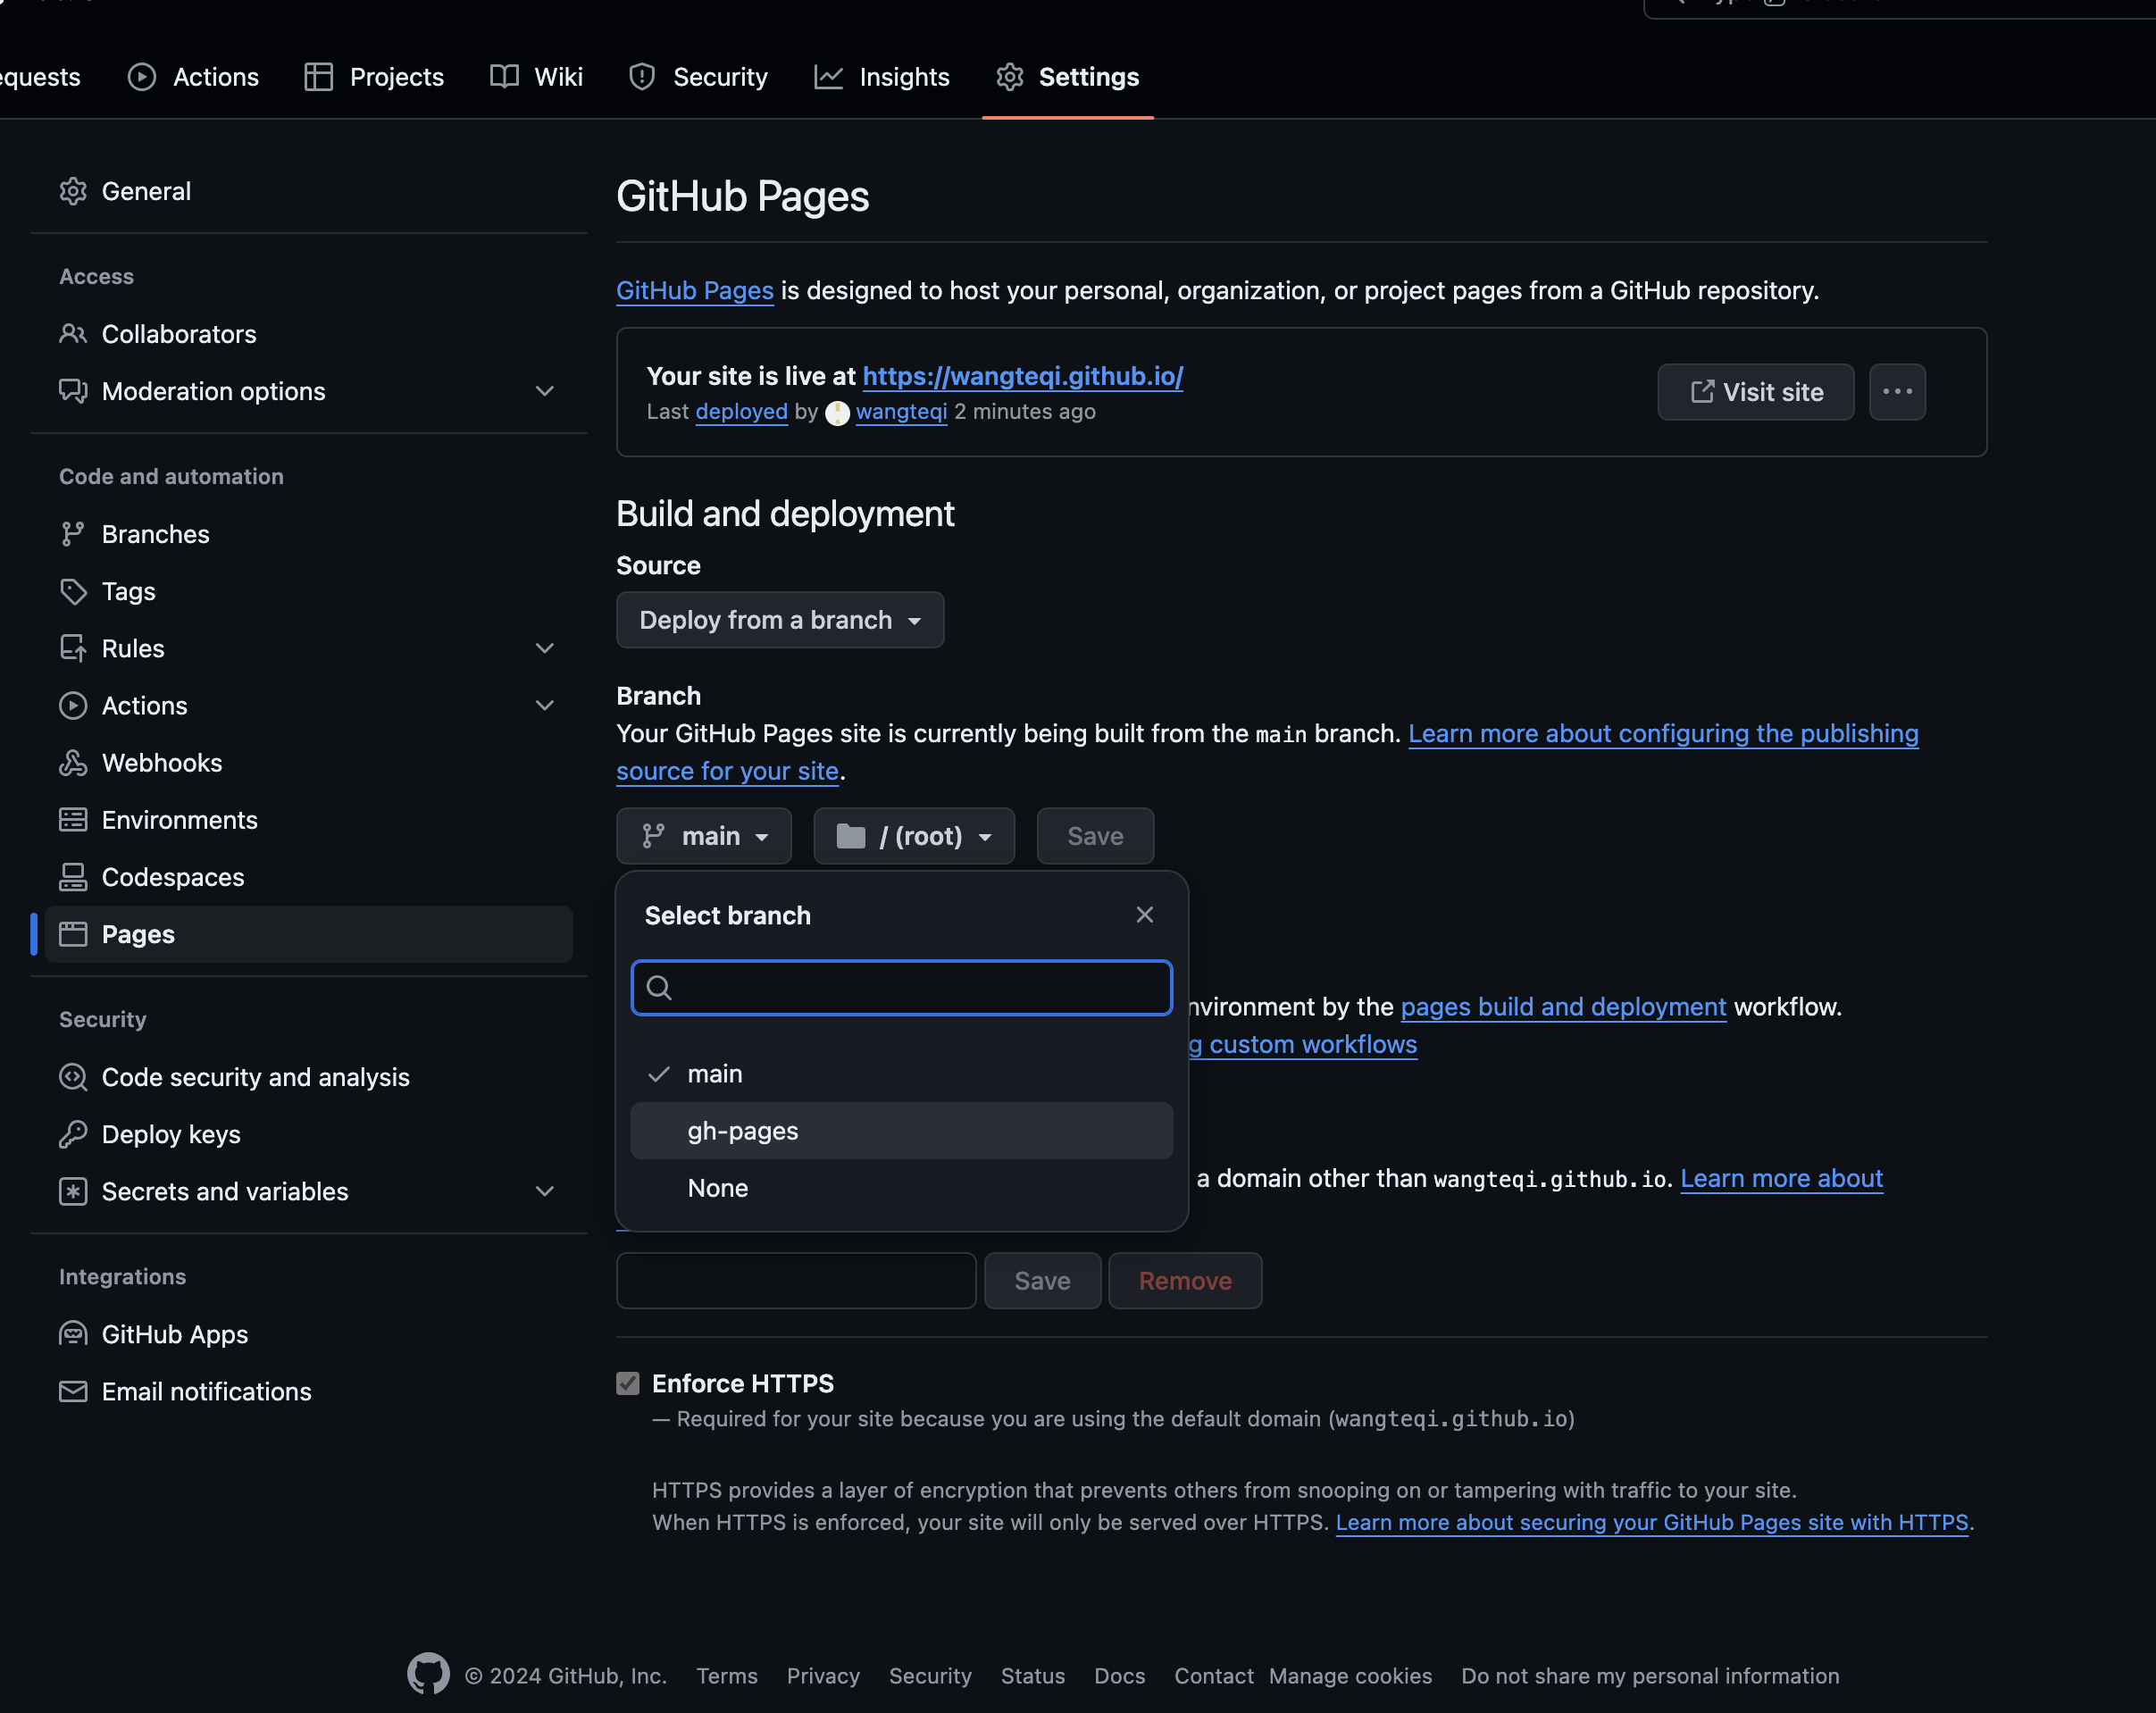 equests
Actions
Projects
Wiki
Security
Insights
Settings
General
Access
Collaborators
Moderation options
Code and automation
Branches
Tags
Rules
Actions
Webhooks
Environments
Codespaces
Pages
Security
Code security and analysis
Deploy keys
Secrets and variables
Integrations
GitHub Apps
Email notifications
GitHub Pages
GitHub Pages is designed to host your personal, organization, or project pages from a GitHub repository.
Your site is live at https://wangteqi.github.io/
Last deployed by wangteqi 2 minutes ago
Visit site
Build and deployment
Source
Deploy from a branch
Branch
Your GitHub Pages site is currently being built from the main branch. Learn more about configuring the publishing
source for your site.
main
/ (root)
Save
Select branch
main
gh-pages
None
nvironment by the pages build and deployment workflow.
g custom workflows
a domain other than wangteqi.github.io. Learn more about
Save
Remove
Enforce HTTPS
— Required for your site because you are using the default domain (wangteqi.github.io)
HTTPS provides a layer of encryption that prevents others from snooping on or tampering with traffic to your site.
When HTTPS is enforced, your site will only be served over HTTPS. Learn more about securing your GitHub Pages site with HTTPS.
© 2024 GitHub, Inc. Terms Privacy Security Status Docs Contact Manage cookies Do not share my personal information